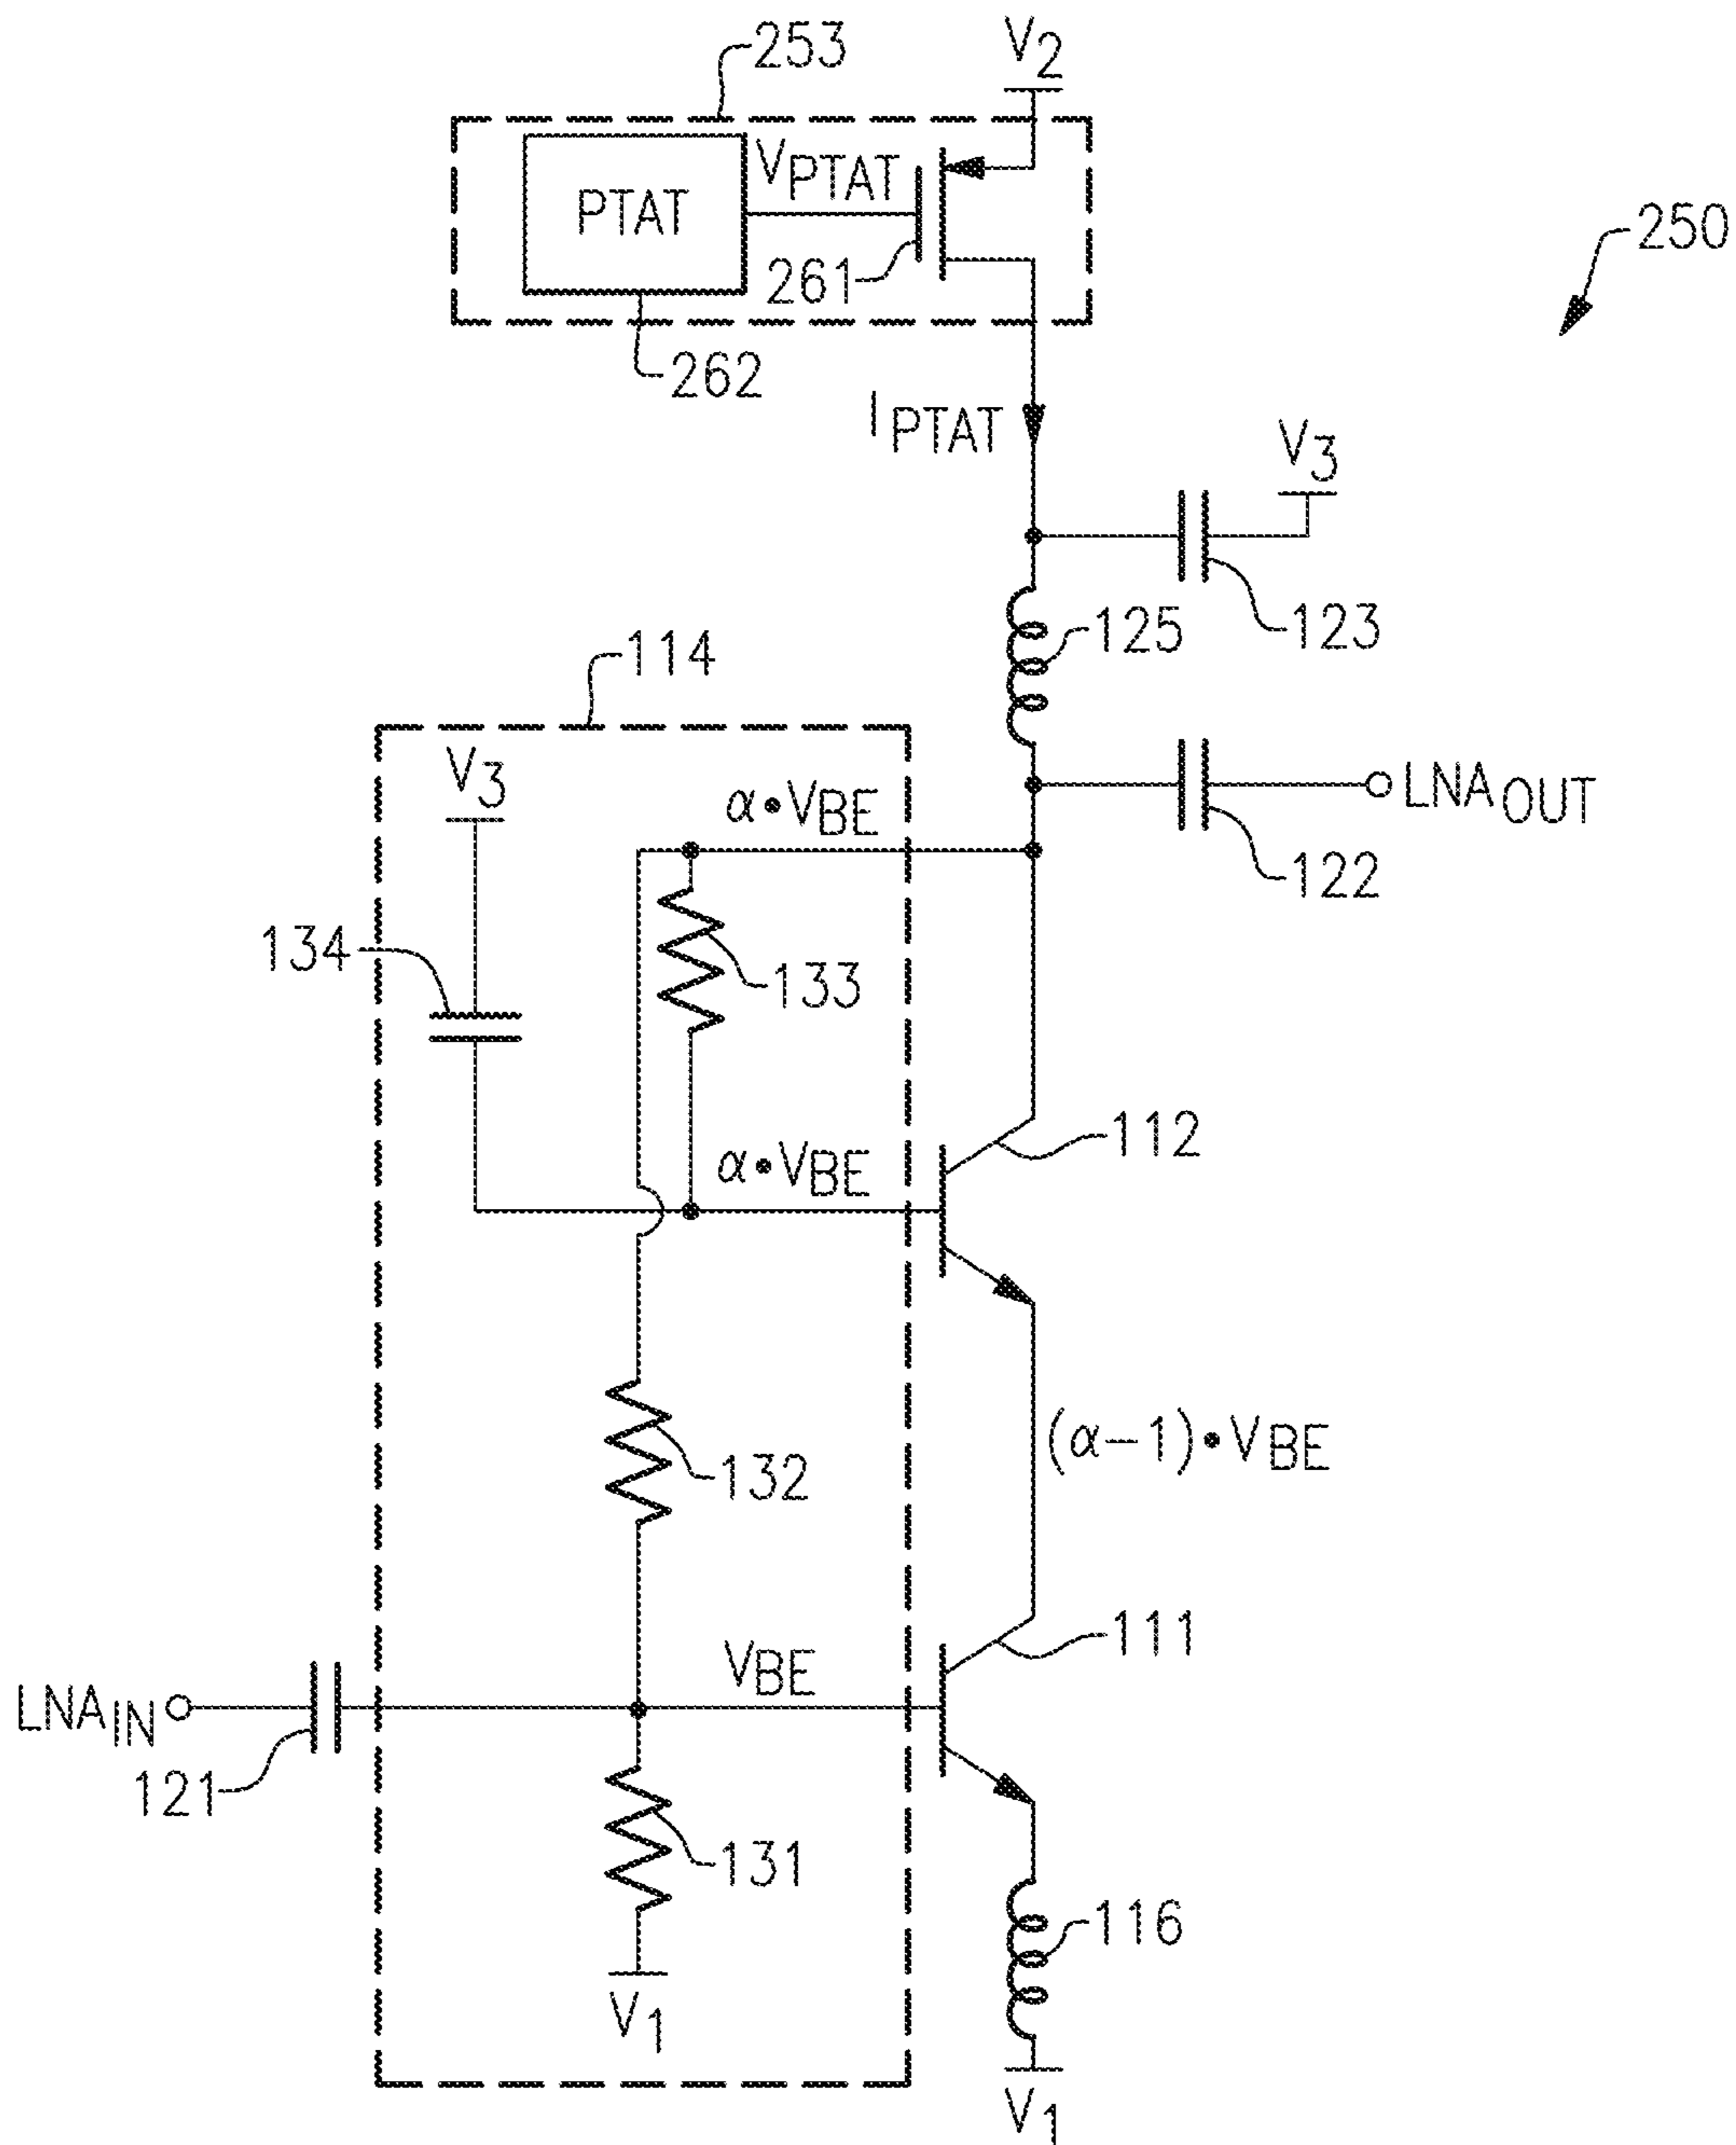 253
V2
PTAT
VPTAT
261
262
250
IPTAT
V3
123
125
114
V3
α•VBE
LNAOUT
122
134
133
α•VBE
112
132
(α-1)•VBE
111
LNAIN
VBE
121
131
116
V1
V1